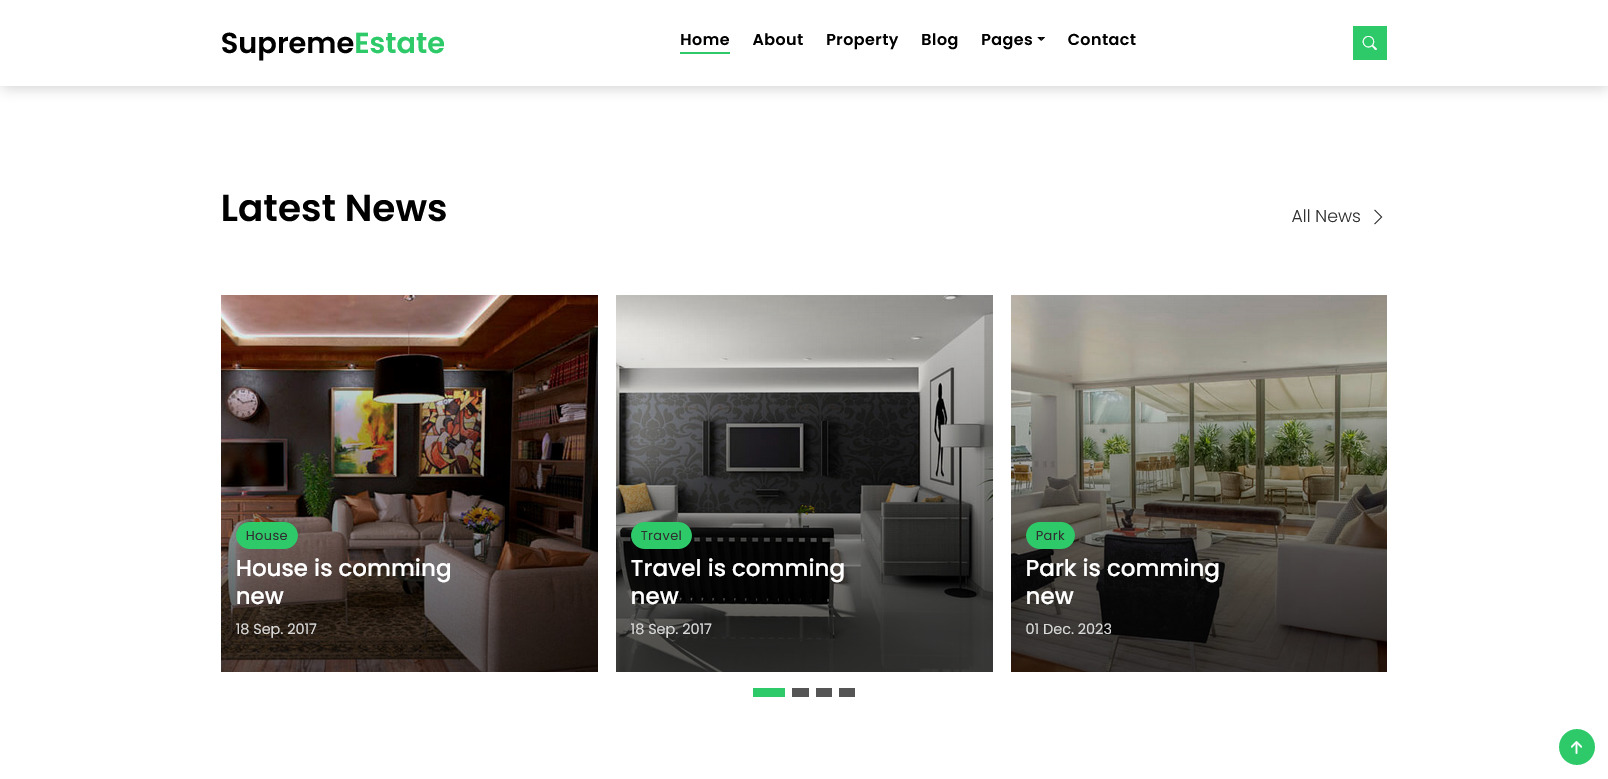 SupremeEstate
Home About Property Blog Pages Contact
Latest News
All News
House
House is comming
new
18 Sep. 2017
Travel
Travel is comming
new
18 Sep. 2017
Park
Park is comming
new
01 Dec. 2023